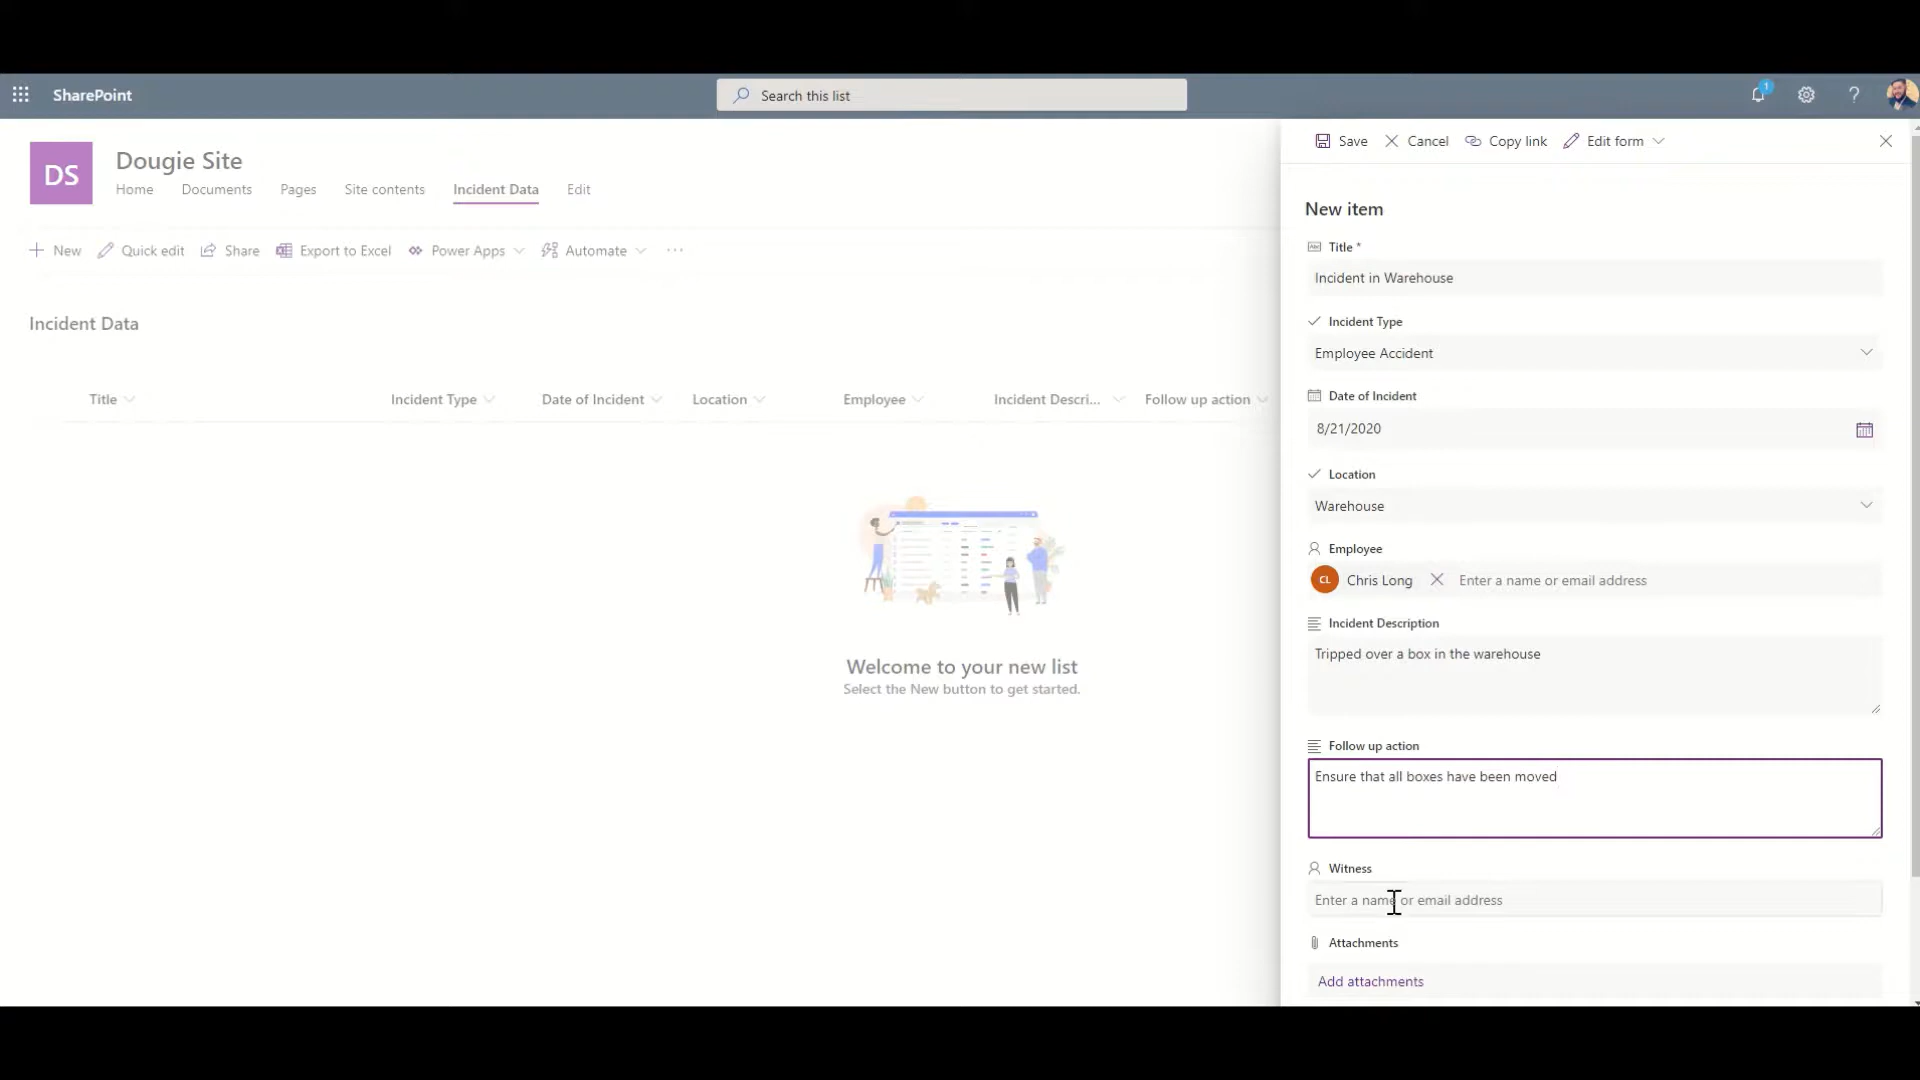 SharePoint
Search this list
1
DS
Dougie Site
Home Documents Pages Site contents Incident Data Edit
New Quick edit Share Export to Excel Power Apps Automate ...
Incident Data
Title Incident Type Date of Incident Location Employee Incident Descri... Follow up action
Welcome to your new list
Select the New button to get started.
Save Cancel Copy link Edit form
New item
Title *
Incident in Warehouse
Incident Type
Employee Accident
Date of Incident
8/21/2020
Location
Warehouse
Employee
CL Chris Long Enter a name or email address
Incident Description
Tripped over a box in the warehouse
Follow up action
Ensure that all boxes have been moved
Witness
Enter a name or email address
Attachments
Add attachments